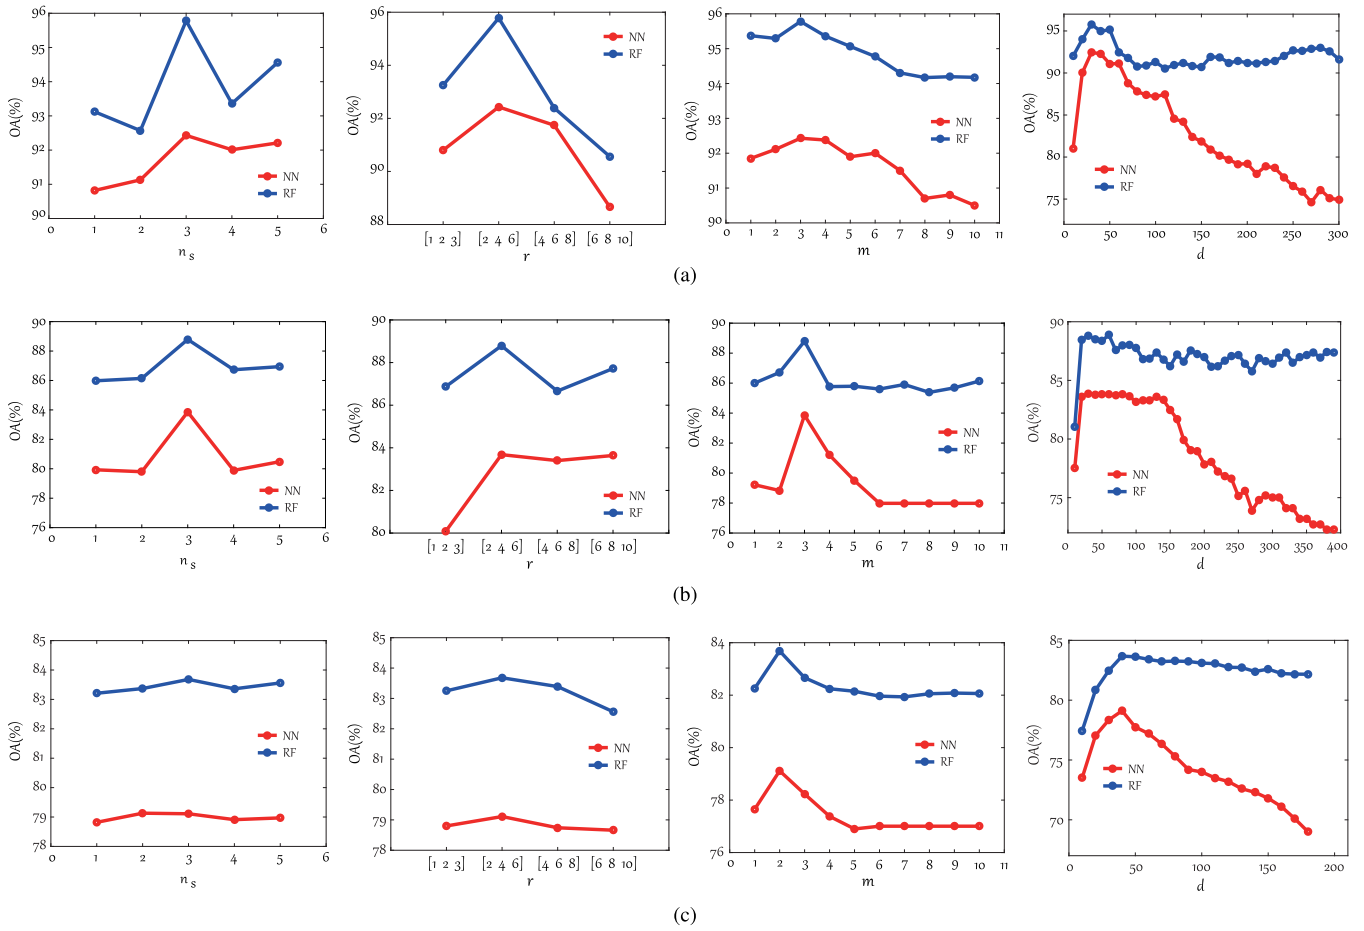 96
95
94
93
92
91
90
OA(%)
NN
RF
0 1 2 3 4 5 6
n s
96
94
92
90
88
OA(%)
NN
RF
[1 2 3] [2 4 6] [4 6 8] [6 8 10]
r
96
95
94
93
92
91
90
OA(%)
NN
RF
0 1 2 3 4 5 6 7 8 9 10 11
m
95
90
85
80
75
OA(%)
NN
RF
0 50 100 150 200 250 300
d
(a)
90
88
86
84
82
80
78
76
OA(%)
NN
RF
0 1 2 3 4 5 6
n s
90
88
86
84
82
80
OA(%)
NN
RF
[1 2 3] [2 4 6] [4 6 8] [6 8 10]
r
90
88
86
84
82
80
78
76
OA(%)
NN
RF
0 1 2 3 4 5 6 7 8 9 10 11
m
90
85
80
75
OA(%)
NN
RF
0 50 100 150 200 250 300 350 400
d
(b)
85
84
83
82
82
80
79
78
OA(%)
NN
RF
0 1 2 3 4 5 6
n s
85
84
83
82
82
80
79
78
OA(%)
NN
RF
[1 2 3] [2 4 6] [4 6 8] [6 8 10]
r
84
82
80
78
76
OA(%)
NN
RF
0 1 2 3 4 5 6 7 8 9 10 11
m
85
80
75
70
OA(%)
NN
RF
0 50 100 150 200
d
(c)